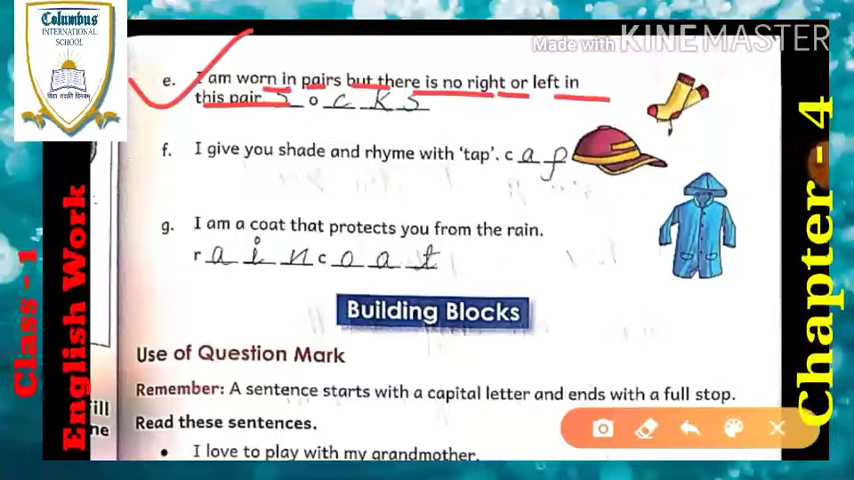 Columbus
INTERNATIONAL
SCHOOL
Made with KINEMASTER
Class - 1
English Work
Chapter - 4
e. I am worn in pairs but there is no right or left in
this pair. s o c k s
f. I give you shade and rhyme with ‘tap’. c a p
g. I am a coat that protects you from the rain.
r a i n c o a t
Building Blocks
Use of Question Mark
Remember: A sentence starts with a capital letter and ends with a full stop.
Read these sentences.
• I love to play with my grandmother.